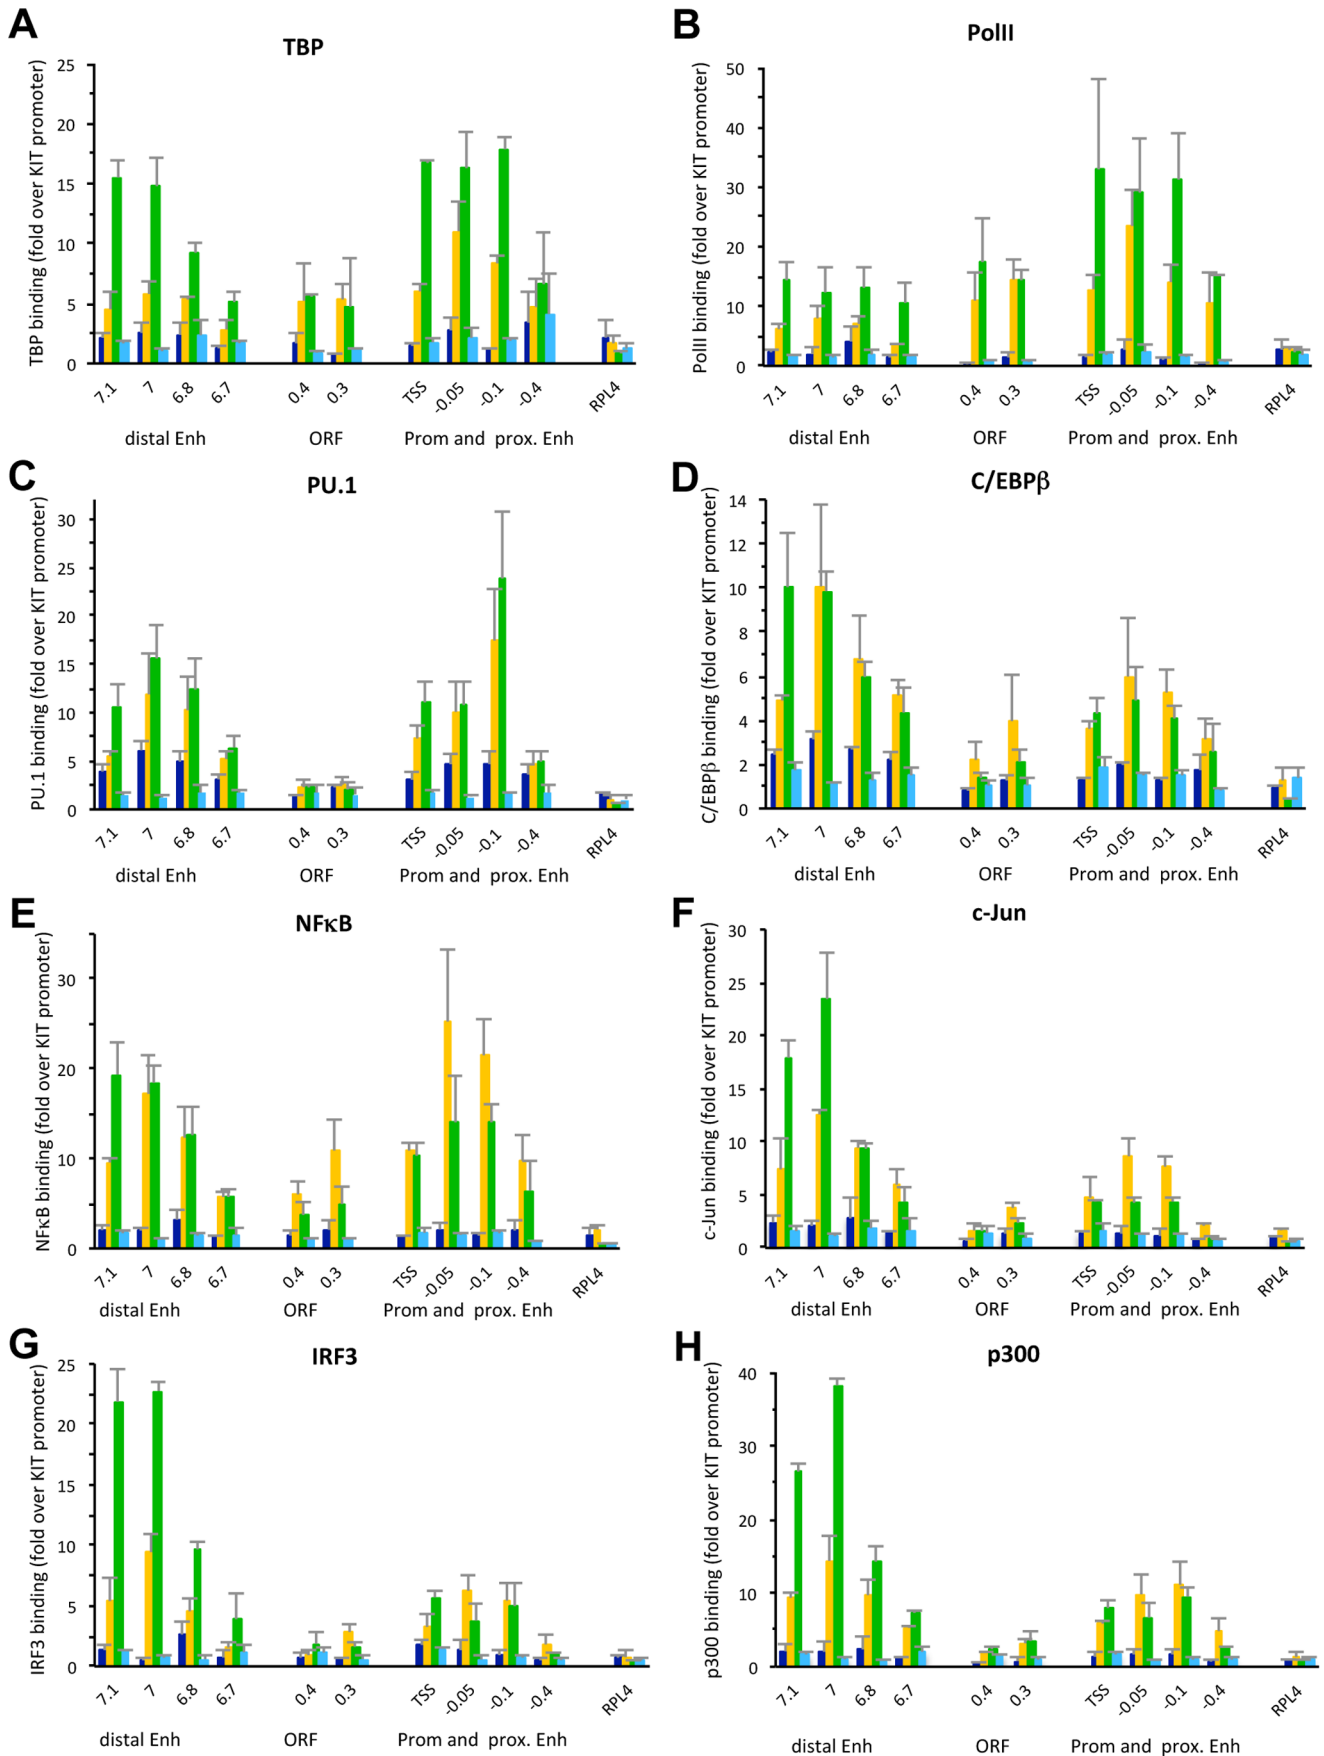 A
TBP
TBP binding (fold over KIT promoter)
25
20
15
10
5
0
7.1 7 6.8 6.7 0.4 0.3 TSS -0.05 -0.1 -0.4 RPL4
distal Enh ORF Prom and prox. Enh
B
PolII
PolII binding (fold over KIT promoter)
50
40
30
20
10
0
7.1 7 6.8 6.7 0.4 0.3 TSS -0.05 -0.1 -0.4 RPL4
distal Enh ORF Prom and prox. Enh
C
PU.1
PU.1 binding (fold over KIT promoter)
30
25
20
15
10
5
0
7.1 7 6.8 6.7 0.4 0.3 TSS -0.05 -0.1 -0.4 RPL4
distal Enh ORF Prom and prox. Enh
D
C/EBPβ
C/EBPβ binding (fold over KIT promoter)
14
12
10
8
6
4
2
0
7.1 7 6.8 6.7 0.4 0.3 TSS -0.05 -0.1 -0.4 RPL4
distal Enh ORF Prom and prox. Enh
E
NFκB
NFκB binding (fold over KIT promoter)
30
20
10
0
7.1 7 6.8 6.7 0.4 0.3 TSS -0.05 -0.1 -0.4 RPL4
distal Enh ORF Prom and prox. Enh
F
c-Jun
c-Jun binding (fold over KIT promoter)
30
25
20
15
10
5
0
7.1 7 6.8 6.7 0.4 0.3 TSS -0.05 -0.1 -0.4 RPL4
distal Enh ORF Prom and prox. Enh
G
IRF3
IRF3 binding (fold over KIT promoter)
25
20
15
10
5
0
7.1 7 6.8 6.7 0.4 0.3 TSS -0.05 -0.1 -0.4 RPL4
distal Enh ORF Prom and prox. Enh
H
p300
p300 binding (fold over KIT promoter)
40
30
20
10
0
7.1 7 6.8 6.7 0.4 0.3 TSS -0.05 -0.1 -0.4 RPL4
distal Enh ORF Prom and prox. Enh